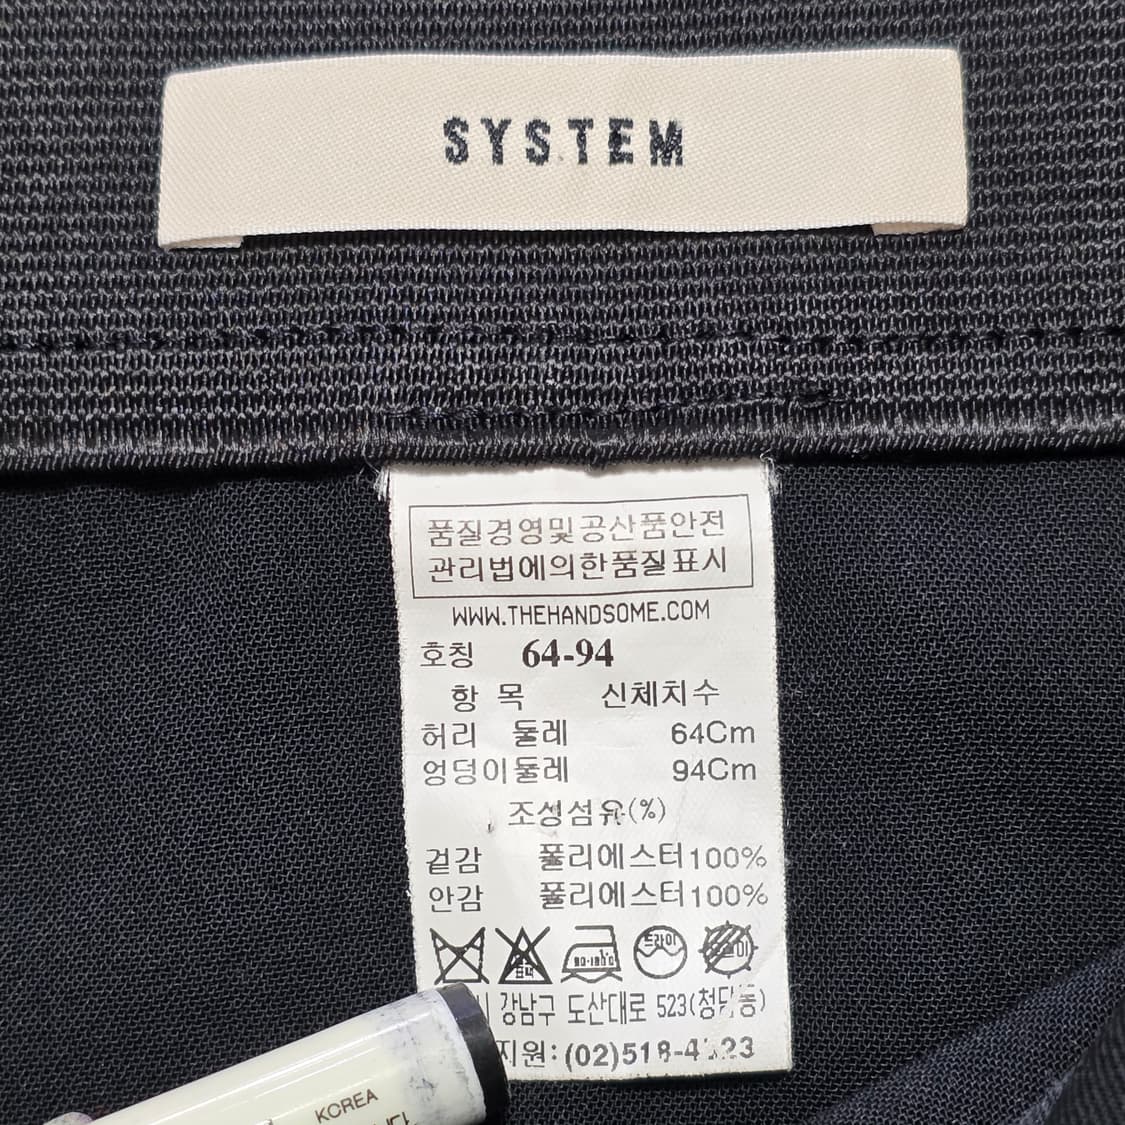 SYSTEM
품질경영및공산품안전
관리법에의한품질표시
WWW.THEHANDSOME.COM
호칭 64-94
항 목 신체치수
허리 둘레 64Cm
엉덩이둘레 94Cm
조성섬유(%)
겉감 폴리에스터100%
안감 폴리에스터100%
드라이
강남구 도산대로 523(청담동)
지원:
KOREA